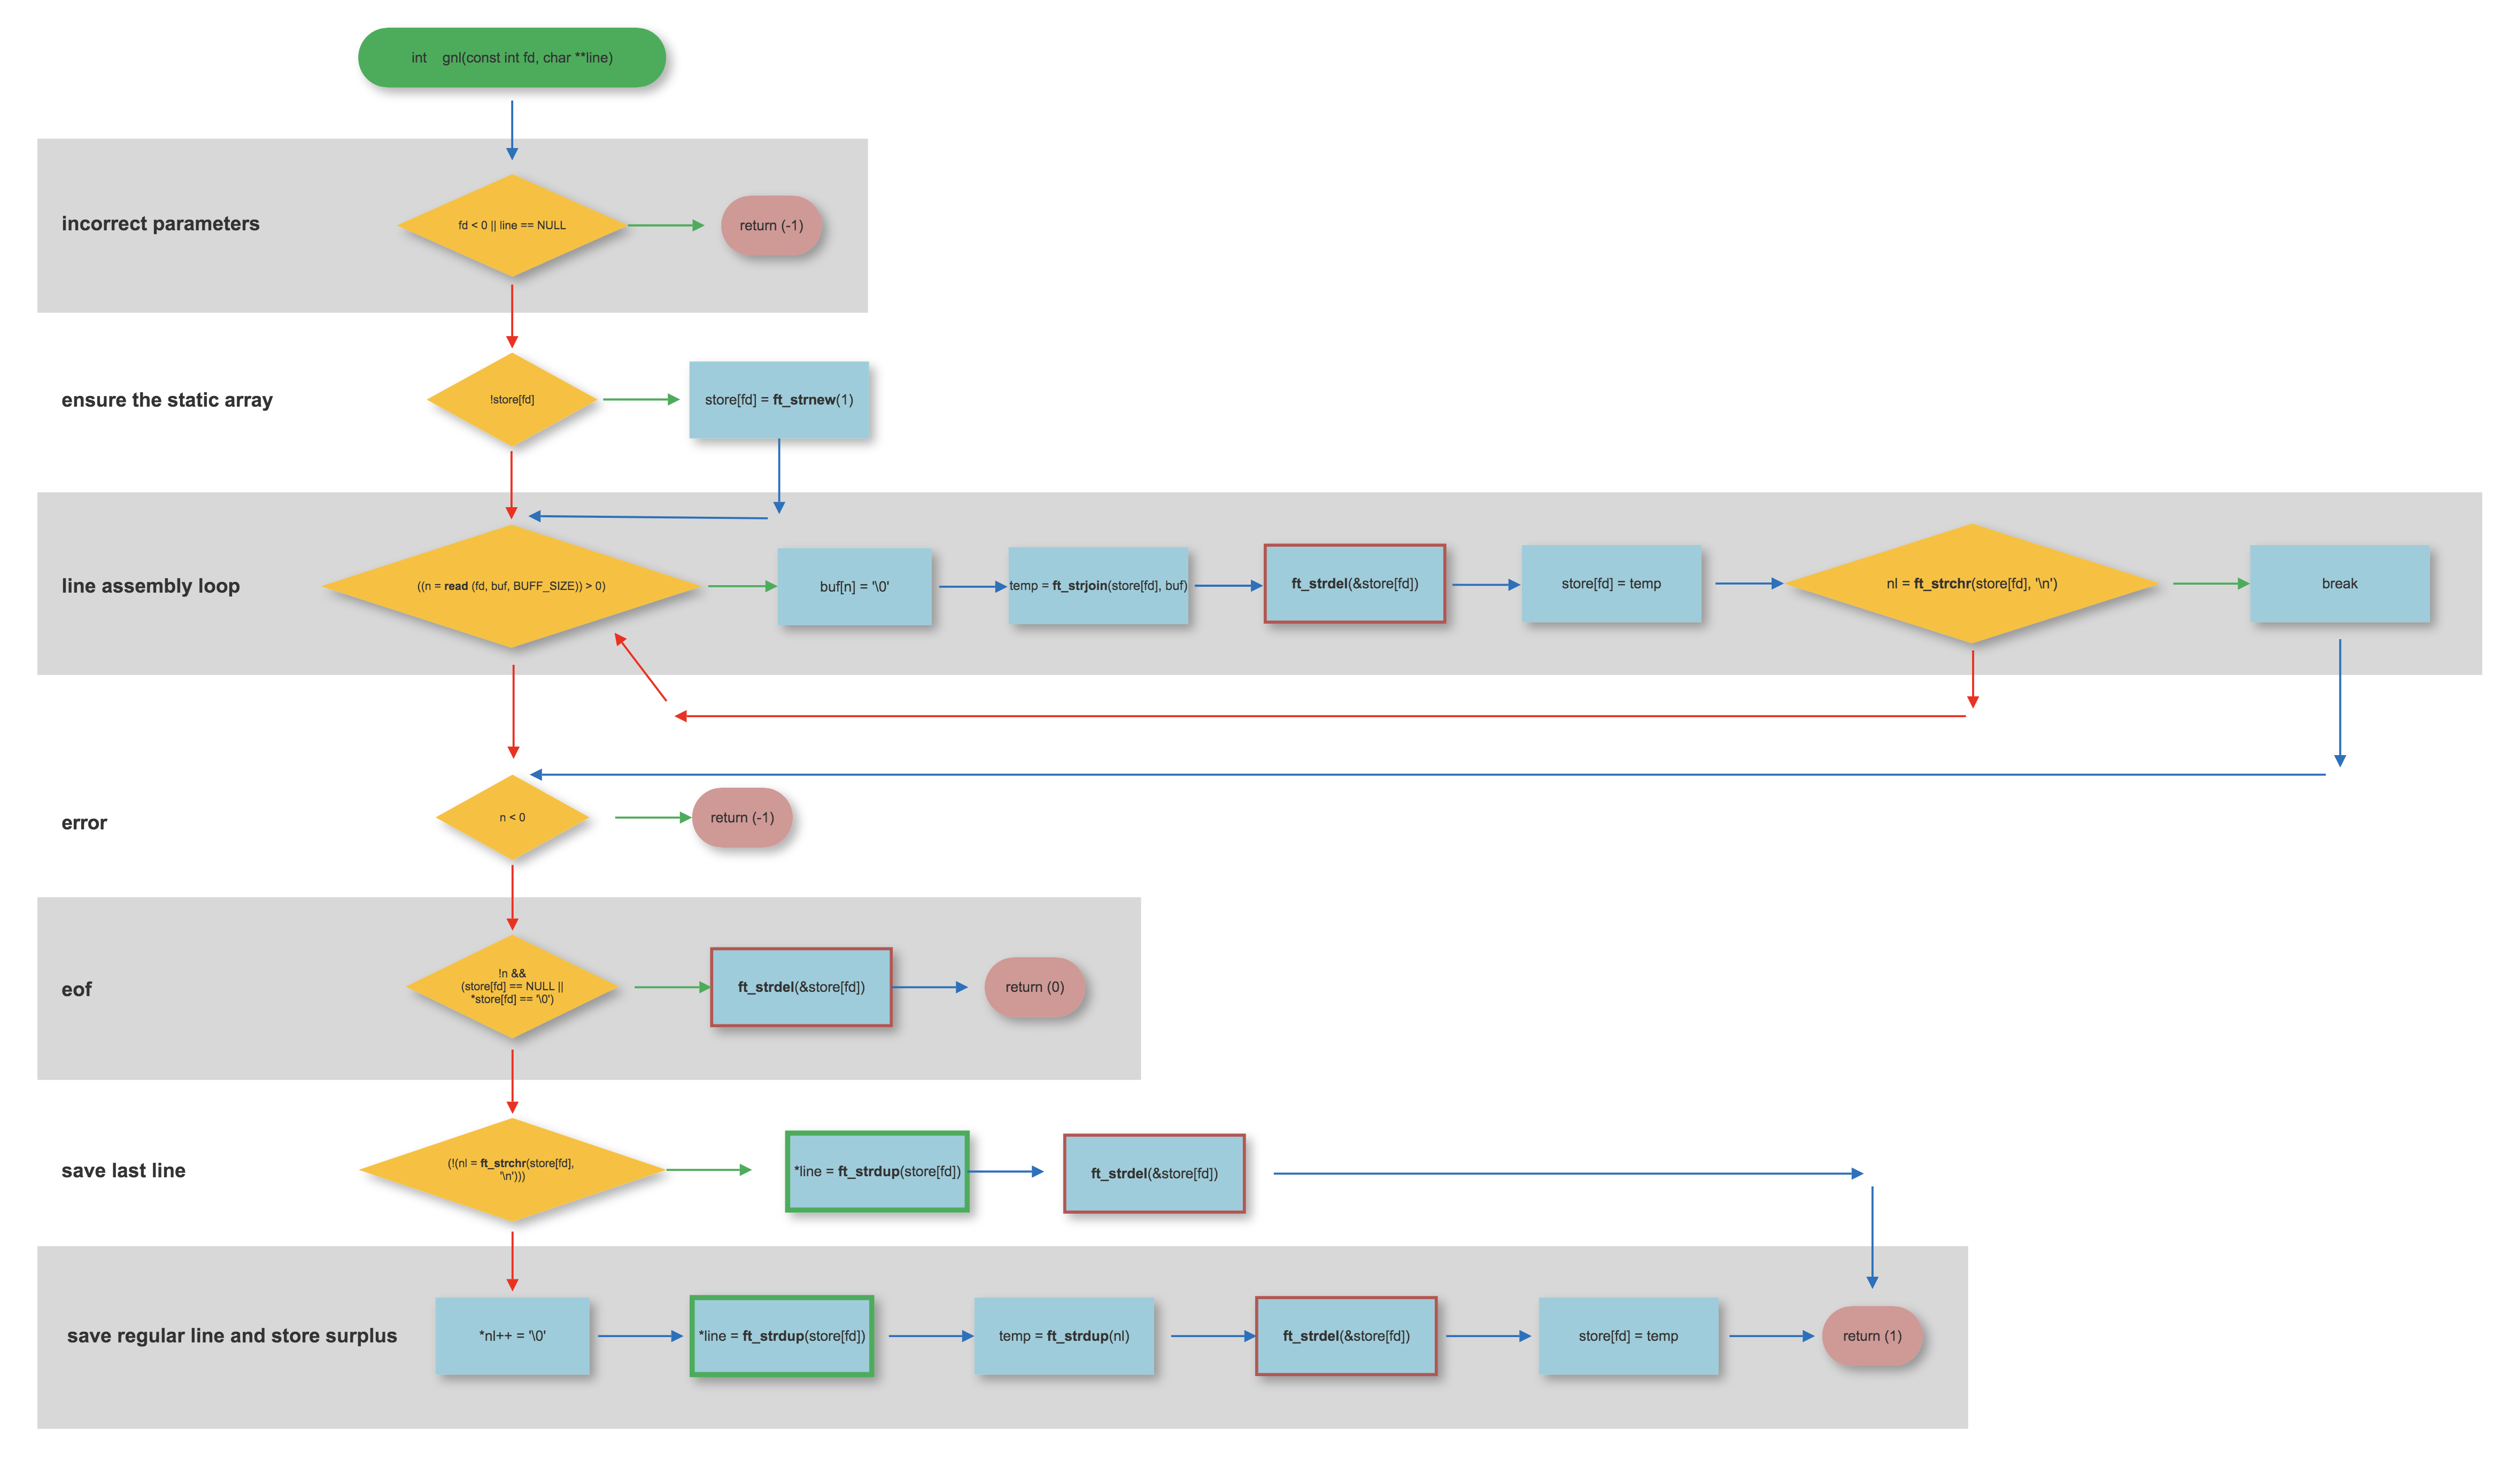 int    gnl(const int fd, char **line)
incorrect parameters
fd < 0 || line == NULL
return (-1)
ensure the static array
!store[fd]
store[fd] = ft_strnew(1)
line assembly loop
((n = read (fd, buf, BUFF_SIZE)) > 0)
buf[n] = '\0'
temp = ft_strjoin(store[fd], buf)
ft_strdel(&store[fd])
store[fd] = temp
nl = ft_strchr(store[fd], '\n')
break
error
n < 0
return (-1)
eof
!n &&
(store[fd] == NULL ||
*store[fd] == '\0')
ft_strdel(&store[fd])
return (0)
save last line
(!(nl = ft_strchr(store[fd],
'\n')))
*line = ft_strdup(store[fd])
ft_strdel(&store[fd])
save regular line and store surplus
*nl++ = '\0'
*line = ft_strdup(store[fd])
temp = ft_strdup(nl)
ft_strdel(&store[fd])
store[fd] = temp
return (1)